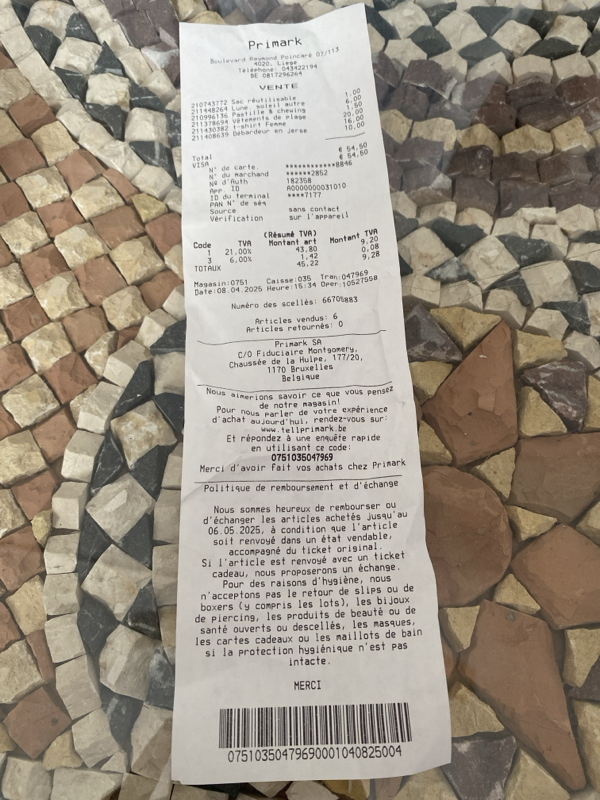 Primark
Boulevard Raymond Poincaré 07/113
4020, Liege
Téléphone: 043422194
BE 0817296264
VENTE
210743772 Sac réutilisable 1,00
211448264 Lune, soleil autre 6,00
210996136 Pastille & chewing 1,50
211378694 Vêtements de plage 20,00
211430382 t-shirt Femme 16,00
211408639 Débardeur en Jerse 10,00
Total € 54,50
VISA € 54,50
N° de carte. ************8846
N° du marchand ******2852
Nº d'Auth 182358
App. ID A0000000031010
ID du terminal ****7177
PAN N° de séq
Source sans contact
Vérification sur l'appareil
(Résumé TVA)
Code TVA Montant art Montant TVA
1 21.00% 43,80 9,20
3 6,00% 1,42 0,08
TOTAUX 45,22 9,28
Magasin:0751 Caisse:035 Tran:047969
Date:08.04.2025 Heure:15:34 Oper:10527558
Numéro des scellés: 66705883
Articles vendus: 6
Articles retournés: 0
Primark SA
C/O Fiduciaire Montgomery,
Chaussée de la Hulpe, 177/20,
1170 Bruxelles
Belgique
Nous aimerions savoir ce que vous pensez
de notre magasin!
Pour nous parler de votre expérience
d'achat aujourd'hui, rendez-vous sur:
www.tellprimark.be
Et répondez à une enquête rapide
en utilisant ce code:
0751035047969
Merci d'avoir fait vos achats chez Primark
Politique de remboursement et d'échange
Nous sommes heureux de rembourser ou
d'échanger les articles achetés jusqu'au
06.05.2025, à condition que l'article
soit renvoyé dans un état vendable,
accompagné du ticket original.
Si l'article est renvoyé avec un ticket
cadeau, nous proposerons un échange.
Pour des raisons d'hygiène, nous
n'acceptons pas le retour de slips ou de
boxers (y compris les lots), les bijoux
de piercing, les produits de beauté ou de
santé ouverts ou descellés, les masques,
les cartes cadeaux ou les maillots de bain
si la protection hygiénique n'est pas
intacte.
MERCI
07510350479690001040825004